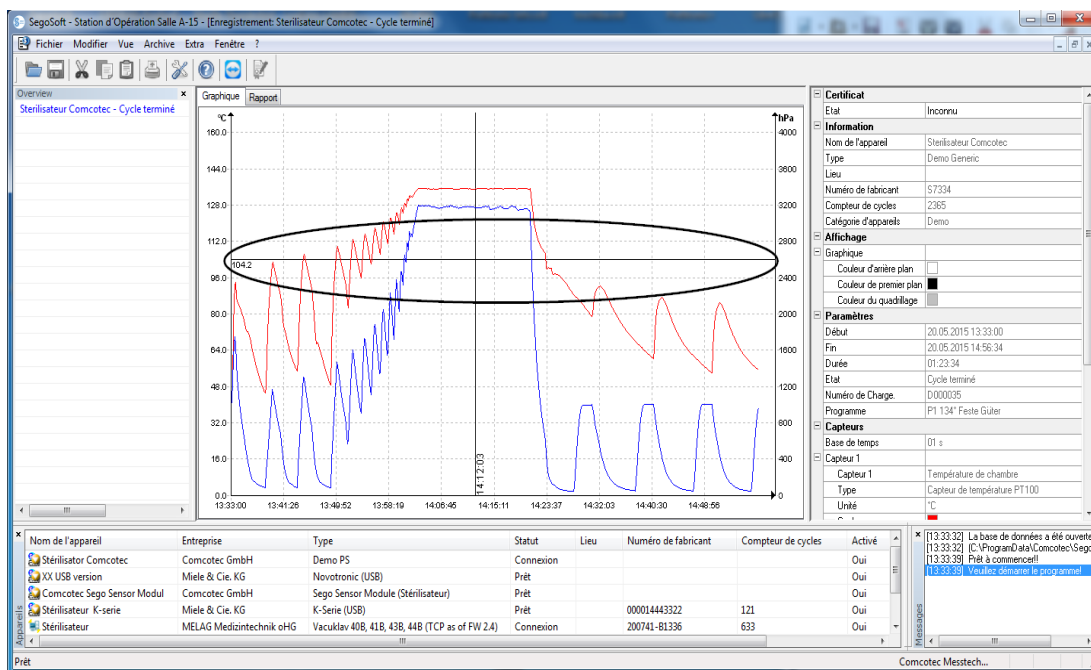 SegoSoft - Station d'Opération Salle A-15 - [Enregistrement: Sterilisateur Comcotec - Cycle terminé]
Fichier Modifier Vue Archive Extra Fenêtre ?
Overview x
Sterilisateur Comcotec - Cycle terminé
Graphique Rapport
°C hPa
160.0 4000
144.0 3600
128.0 3200
112.0 2800
104.2
96.0 2400
80.0 2000
64.0 1600
48.0 1200
32.0 800
16.0 400
0.0 0
14:12:03
13:33:00 13:41:26 13:49:52 13:58:19 14:06:45 14:15:11 14:23:37 14:32:03 14:40:29 14:48:56
Certificat
Etat Inconnu
Information
Nom de l'appareil Sterilisateur Comcotec
Type Demo Generic
Lieu
Numéro de fabricant S7334
Compteur de cycles 2365
Catégorie d'appareils Demo
Affichage
Graphique
Couleur d'arrière plan
Couleur de premier plan
Couleur du quadrillage
Paramètres
Début 20.05.2015 13:33:00
Fin 20.05.2015 14:56:34
Durée 01:23:34
Etat Cycle terminé
Numéro de Charge. D000035
Programme P1 134° Feste Güter
Capteurs
Base de temps 01 s
Capteur 1
Capteur 1 Température de chambre
Type Capteur de température PT100
Unité °C
Nom de l'appareil Entreprise Type Statut Lieu Numéro de fabricant Compteur de cycles Activé
Stérilisator Comcotec Comcotec GmbH Demo PS Connexion Oui
XX USB version Miele & Cie. KG Novotronic (USB) Prêt Oui
Comcotec Sego Sensor Modul Comcotec GmbH Sego Sensor Module (Stérilisateur) Prêt Oui
Stérilisateur K-serie Miele & Cie. KG K-Serie (USB) Prêt 000014443322 121 Oui
Stérilisateur MELAG Medizintechnik oHG Vacuklav 40B, 41B, 43B, 44B (TCP as of FW 2.4) Connexion 200741-B1336 633 Oui
Appareils
[13:33:32] La base de données a été ouverte
[13:33:32] (C:\ProgramData\Comcotec\Sego
[13:33:39] Prêt à commencer!!
[13:33:39] Veuillez démarrer le programme!
Messages
Prêt Comcotec Messtech...